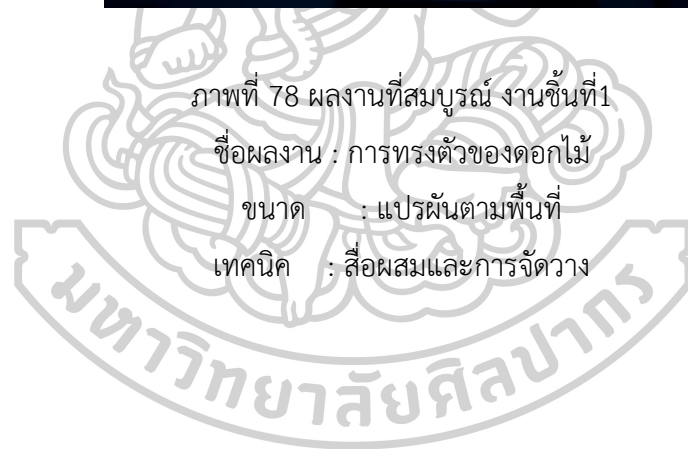 ภาพที่ 78 ผลงานที่สมบูรณ์ งานชิ้นที่1
ชื่อผลงาน : การทรงตัวของดอกไม้
ขนาด : แปรผันตามพื้นที่
เทคนิค : สื่อผสมและการจัดวาง
มหาวิทยาลัยศิลปากร